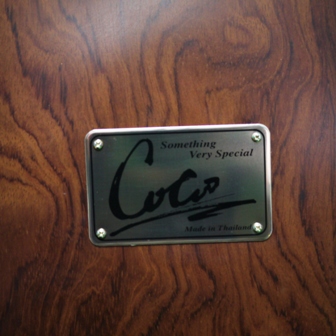 Something
Very Special
CoCo
Made in Thailand